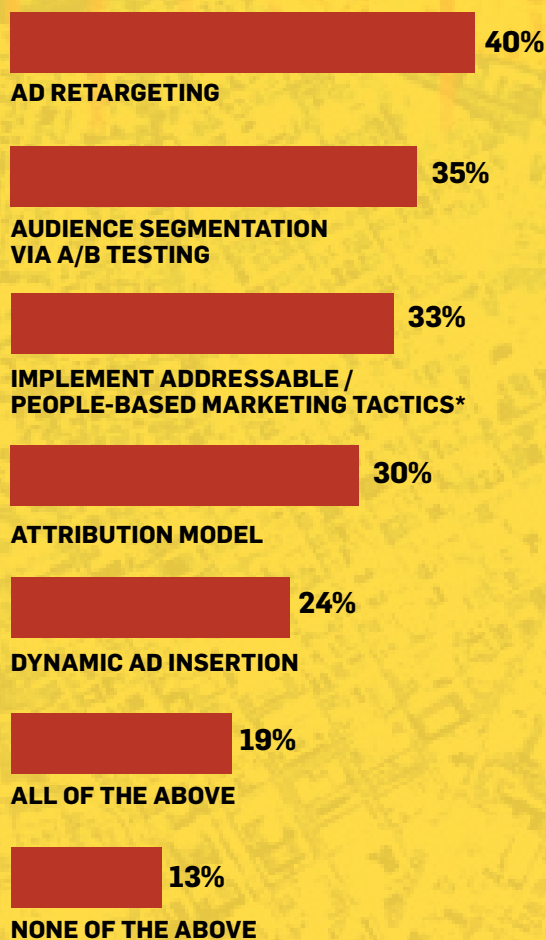 40%
AD RETARGETING
35%
AUDIENCE SEGMENTATION
VIA A/B TESTING
33%
IMPLEMENT ADDRESSABLE /
PEOPLE-BASED MARKETING TACTICS*
30%
ATTRIBUTION MODEL
24%
DYNAMIC AD INSERTION
19%
ALL OF THE ABOVE
13%
NONE OF THE ABOVE